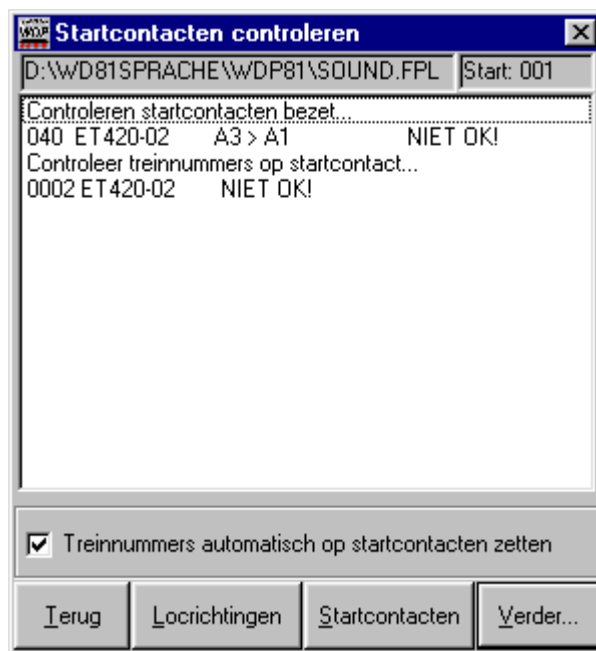 WDP Startcontacten controleren
D:\WD81SPRACHE\WDP81\SOUND.FPL Start: 001
Controleren startcontacten bezet...
040 ET420-02 A3 > A1 NIET OK!
Controleer treinnummers op startcontact...
0002 ET420-02 NIET OK!
Treinnummers automatisch op startcontacten zetten
Terug Locrichtingen Startcontacten Verder...